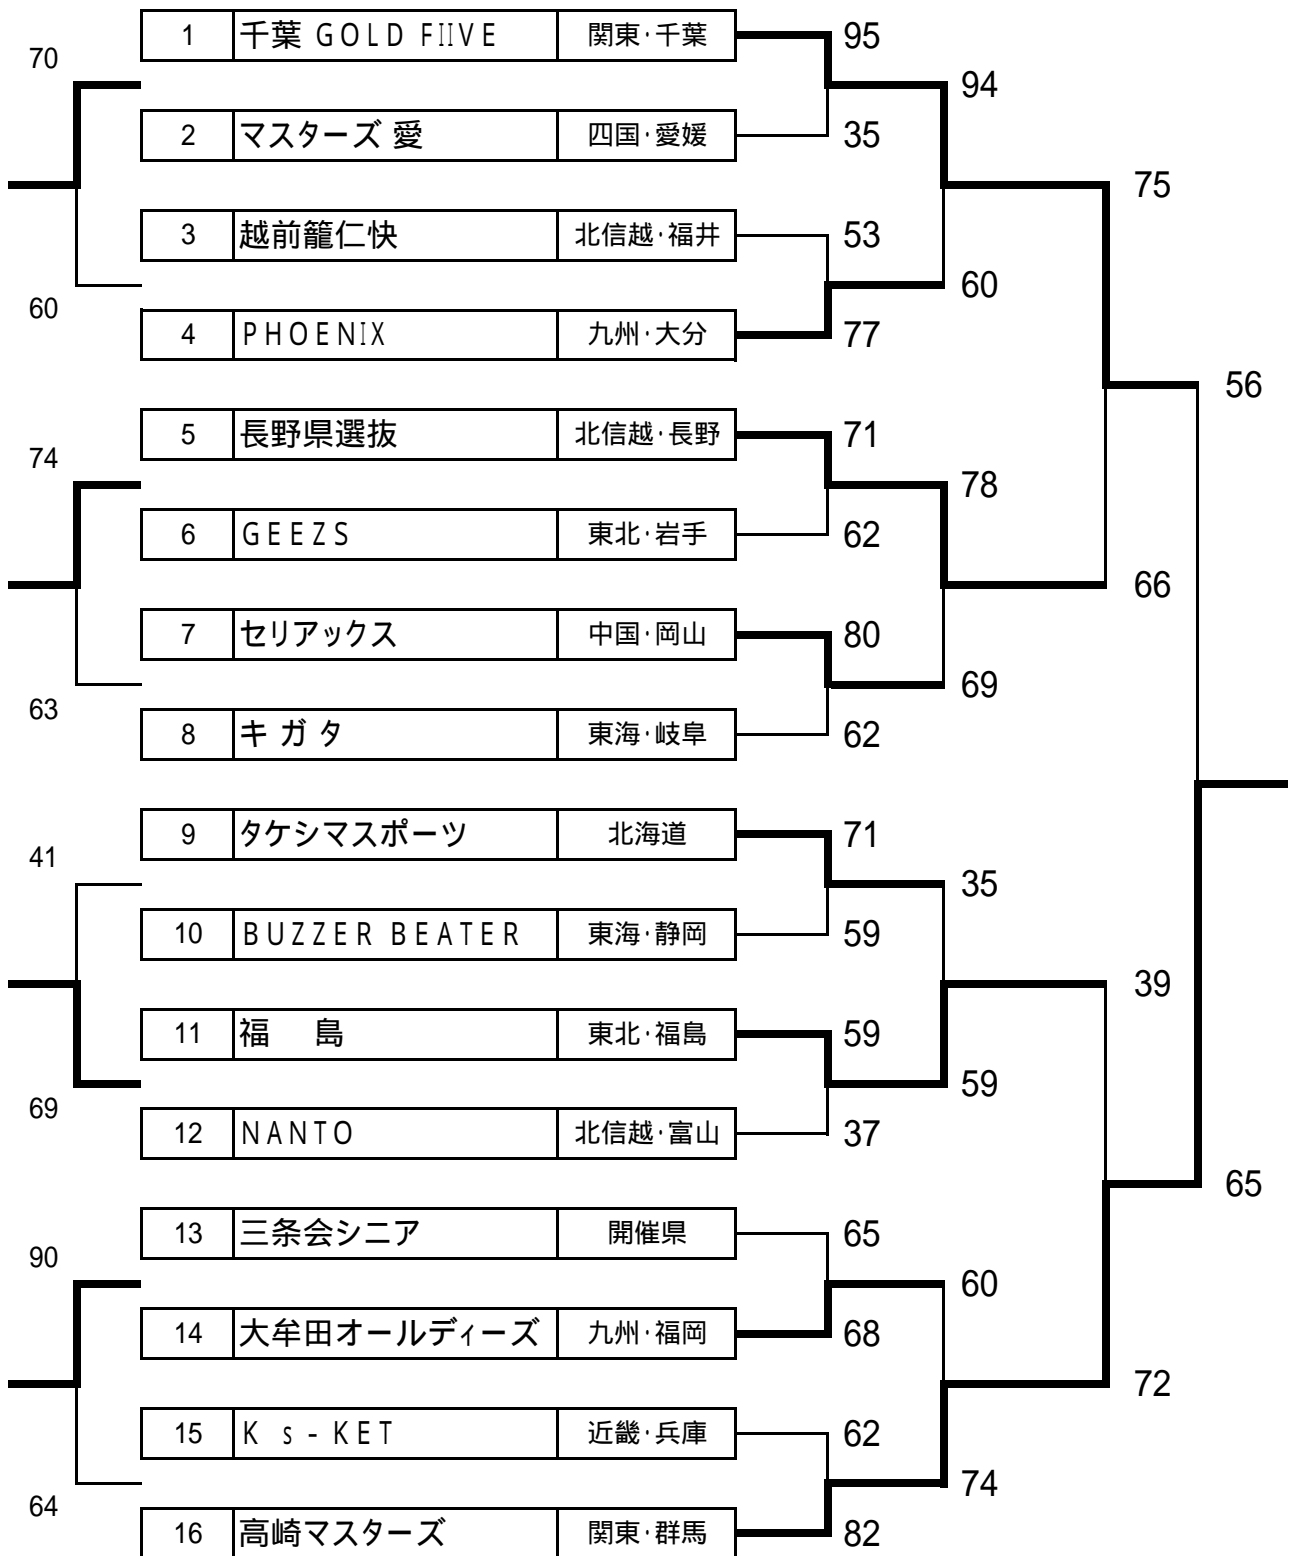 1 千葉 GOLD FIIVE 関東・千葉 95
70
94
2 マスターズ 愛 四国・愛媛 35
75
3 越前籠仁快 北信越・福井 53
60
60
4 PHOENIX 九州・大分 77
56
5 長野県選抜 北信越・長野 71
74
78
6 GEEZS 東北・岩手 62
66
7 セリアックス 中国・岡山 80
69
63
8 キ ガ タ 東海・岐阜 62
9 タケシマスポーツ 北海道 71
41
35
10 BUZZER BEATER 東海・静岡 59
39
11 福　島 東北・福島 59
59
69
12 NANTO 北信越・富山 37
65
13 三条会シニア 開催県 65
90
60
14 大牟田オールディーズ 九州・福岡 68
72
15 K s - KET 近畿・兵庫 62
74
64
16 高崎マスターズ 関東・群馬 82